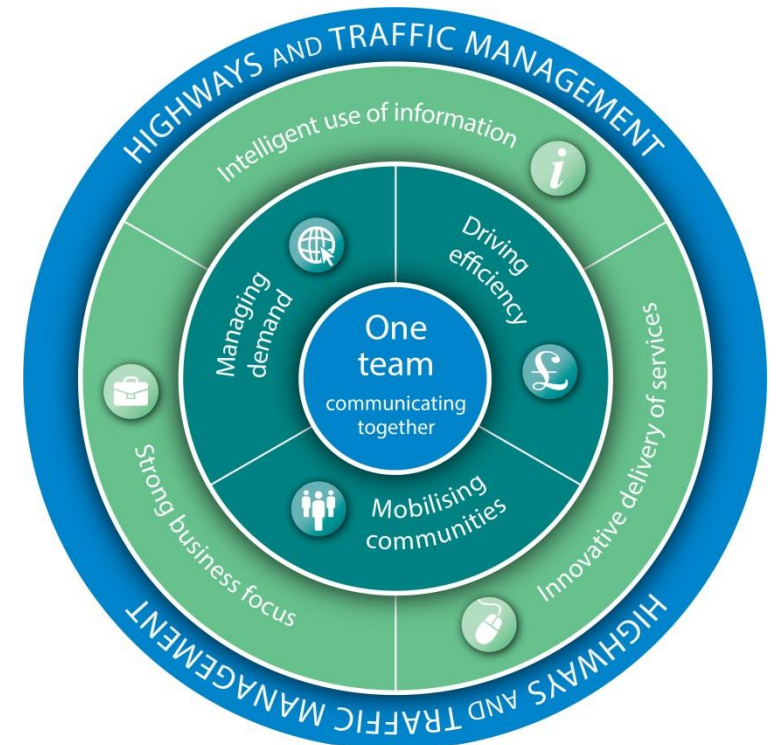 HIGHWAYS AND TRAFFIC MANAGEMENT
Intelligent use of information
i
Managing
demand
Driving
efficiency
£
One
team
communicating
together
Mobilising
communities
Strong business focus
Innovative delivery of services
HIGHWAYS AND TRAFFIC MANAGEMENT